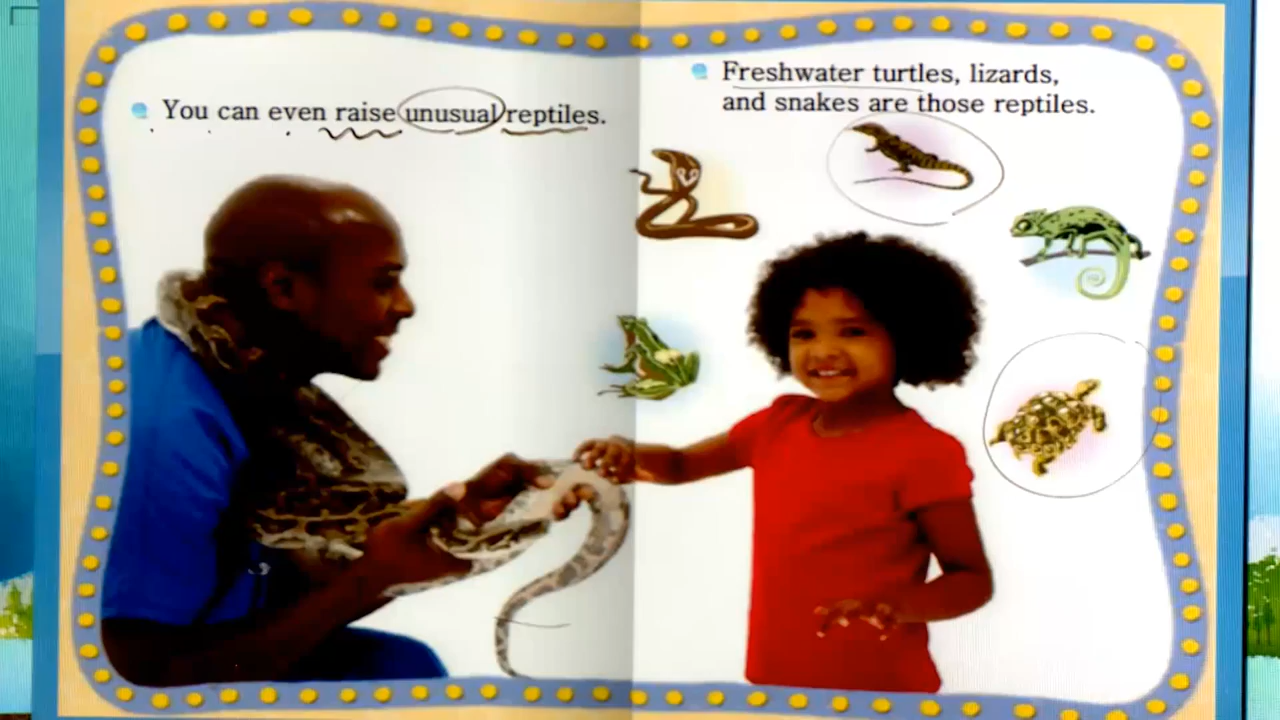 You can even raise unusual reptiles.
Freshwater turtles, lizards,
and snakes are those reptiles.